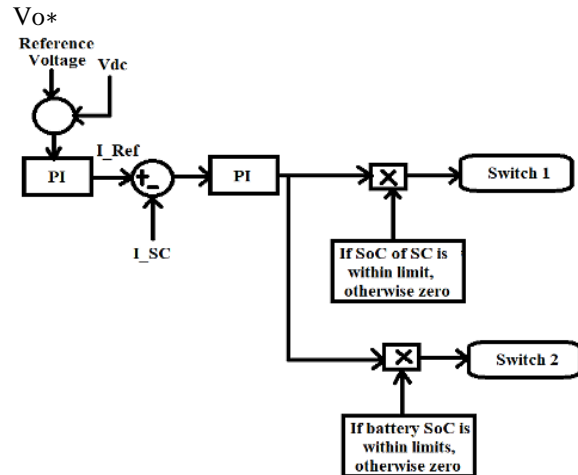 Vo*
Reference
Voltage
Vdc
PI
I_Ref
+
-
I_SC
PI
×
Switch 1
If SoC of SC is
within limit,
otherwise zero
×
Switch 2
If battery SoC is
within limits,
otherwise zero